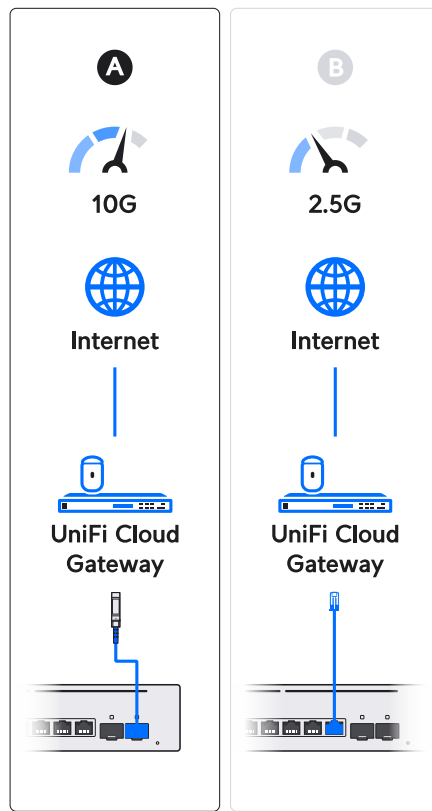 A
10G
Internet
UniFi Cloud
Gateway
B
2.5G
Internet
UniFi Cloud
Gateway